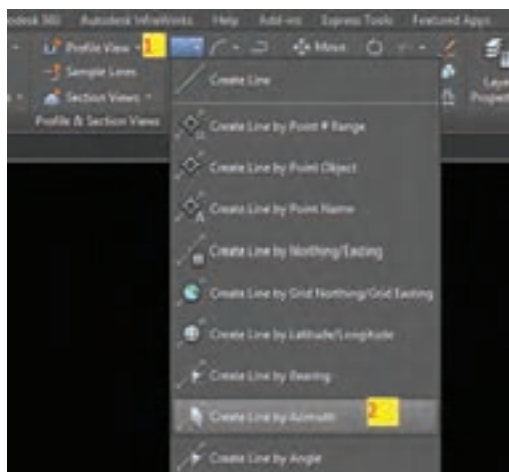 odesk 360 Autodesk InfraWorks Help Add-ins Express Tools Featured Apps
Profile View 1 Move
Sample Lines
Section Views
Profile & Section Views
Create Line
Create Line by Point # Range
Create Line by Point Object
Create Line by Point Name
Create Line by Northing/Easting
Create Line by Grid Northing/Grid Easting
Create Line by Latitude/Longitude
Create Line by Bearing
Create Line by Azimuth 2
Create Line by Angle